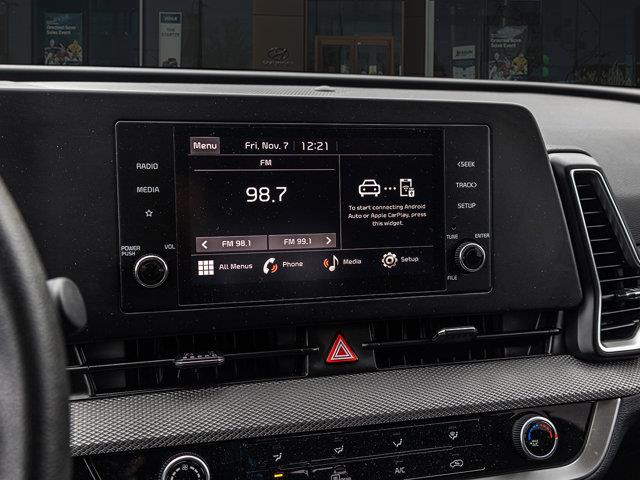 Menu Fri, Nov. 7 12:21
FM
98.7
FM 98.1 FM 99.1
To start connecting Android
Auto or Apple CarPlay, press
this widget.
All Menus Phone Media Setup
RADIO
MEDIA
POWER
PUSH
VOL
<SEEK
TRACK>
SETUP
TUNE
ENTER
FILE
A/C
THE
STARTER